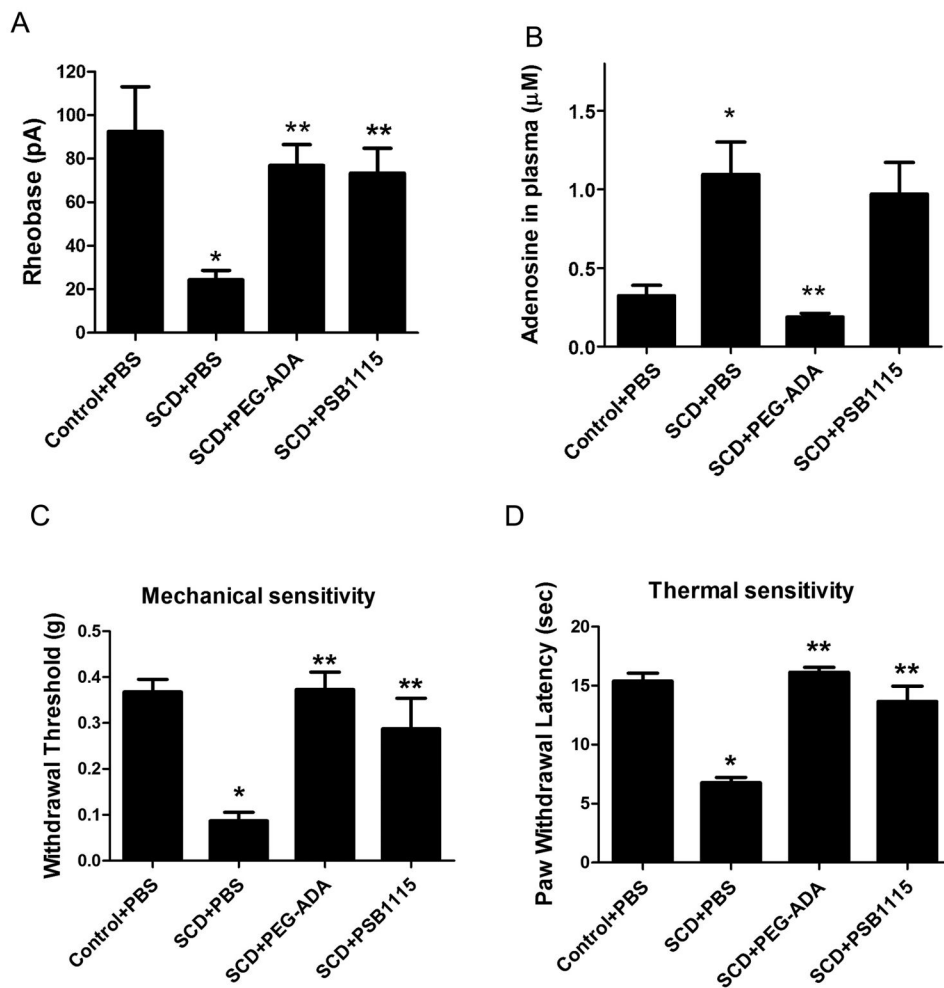 A
Rheobase (pA)
120
100
80
60
40
20
0
*
**
**
Control+PBS
SCD+PBS
SCD+PEG-ADA
SCD+PSB1115
B
Adenosine in plasma (μM)
1.5
1.0
0.5
0.0
*
**
Control+PBS
SCD+PBS
SCD+PEG-ADA
SCD+PSB1115
C
Mechanical sensitivity
Withdrawal Threshold (g)
0.5
0.4
0.3
0.2
0.1
0.0
*
**
**
Control+PBS
SCD+PBS
SCD+PEG-ADA
SCD+PSB1115
D
Thermal sensitivity
Paw Withdrawal Latency (sec)
20
15
10
5
0
*
**
**
Control+PBS
SCD+PBS
SCD+PEG-ADA
SCD+PSB1115